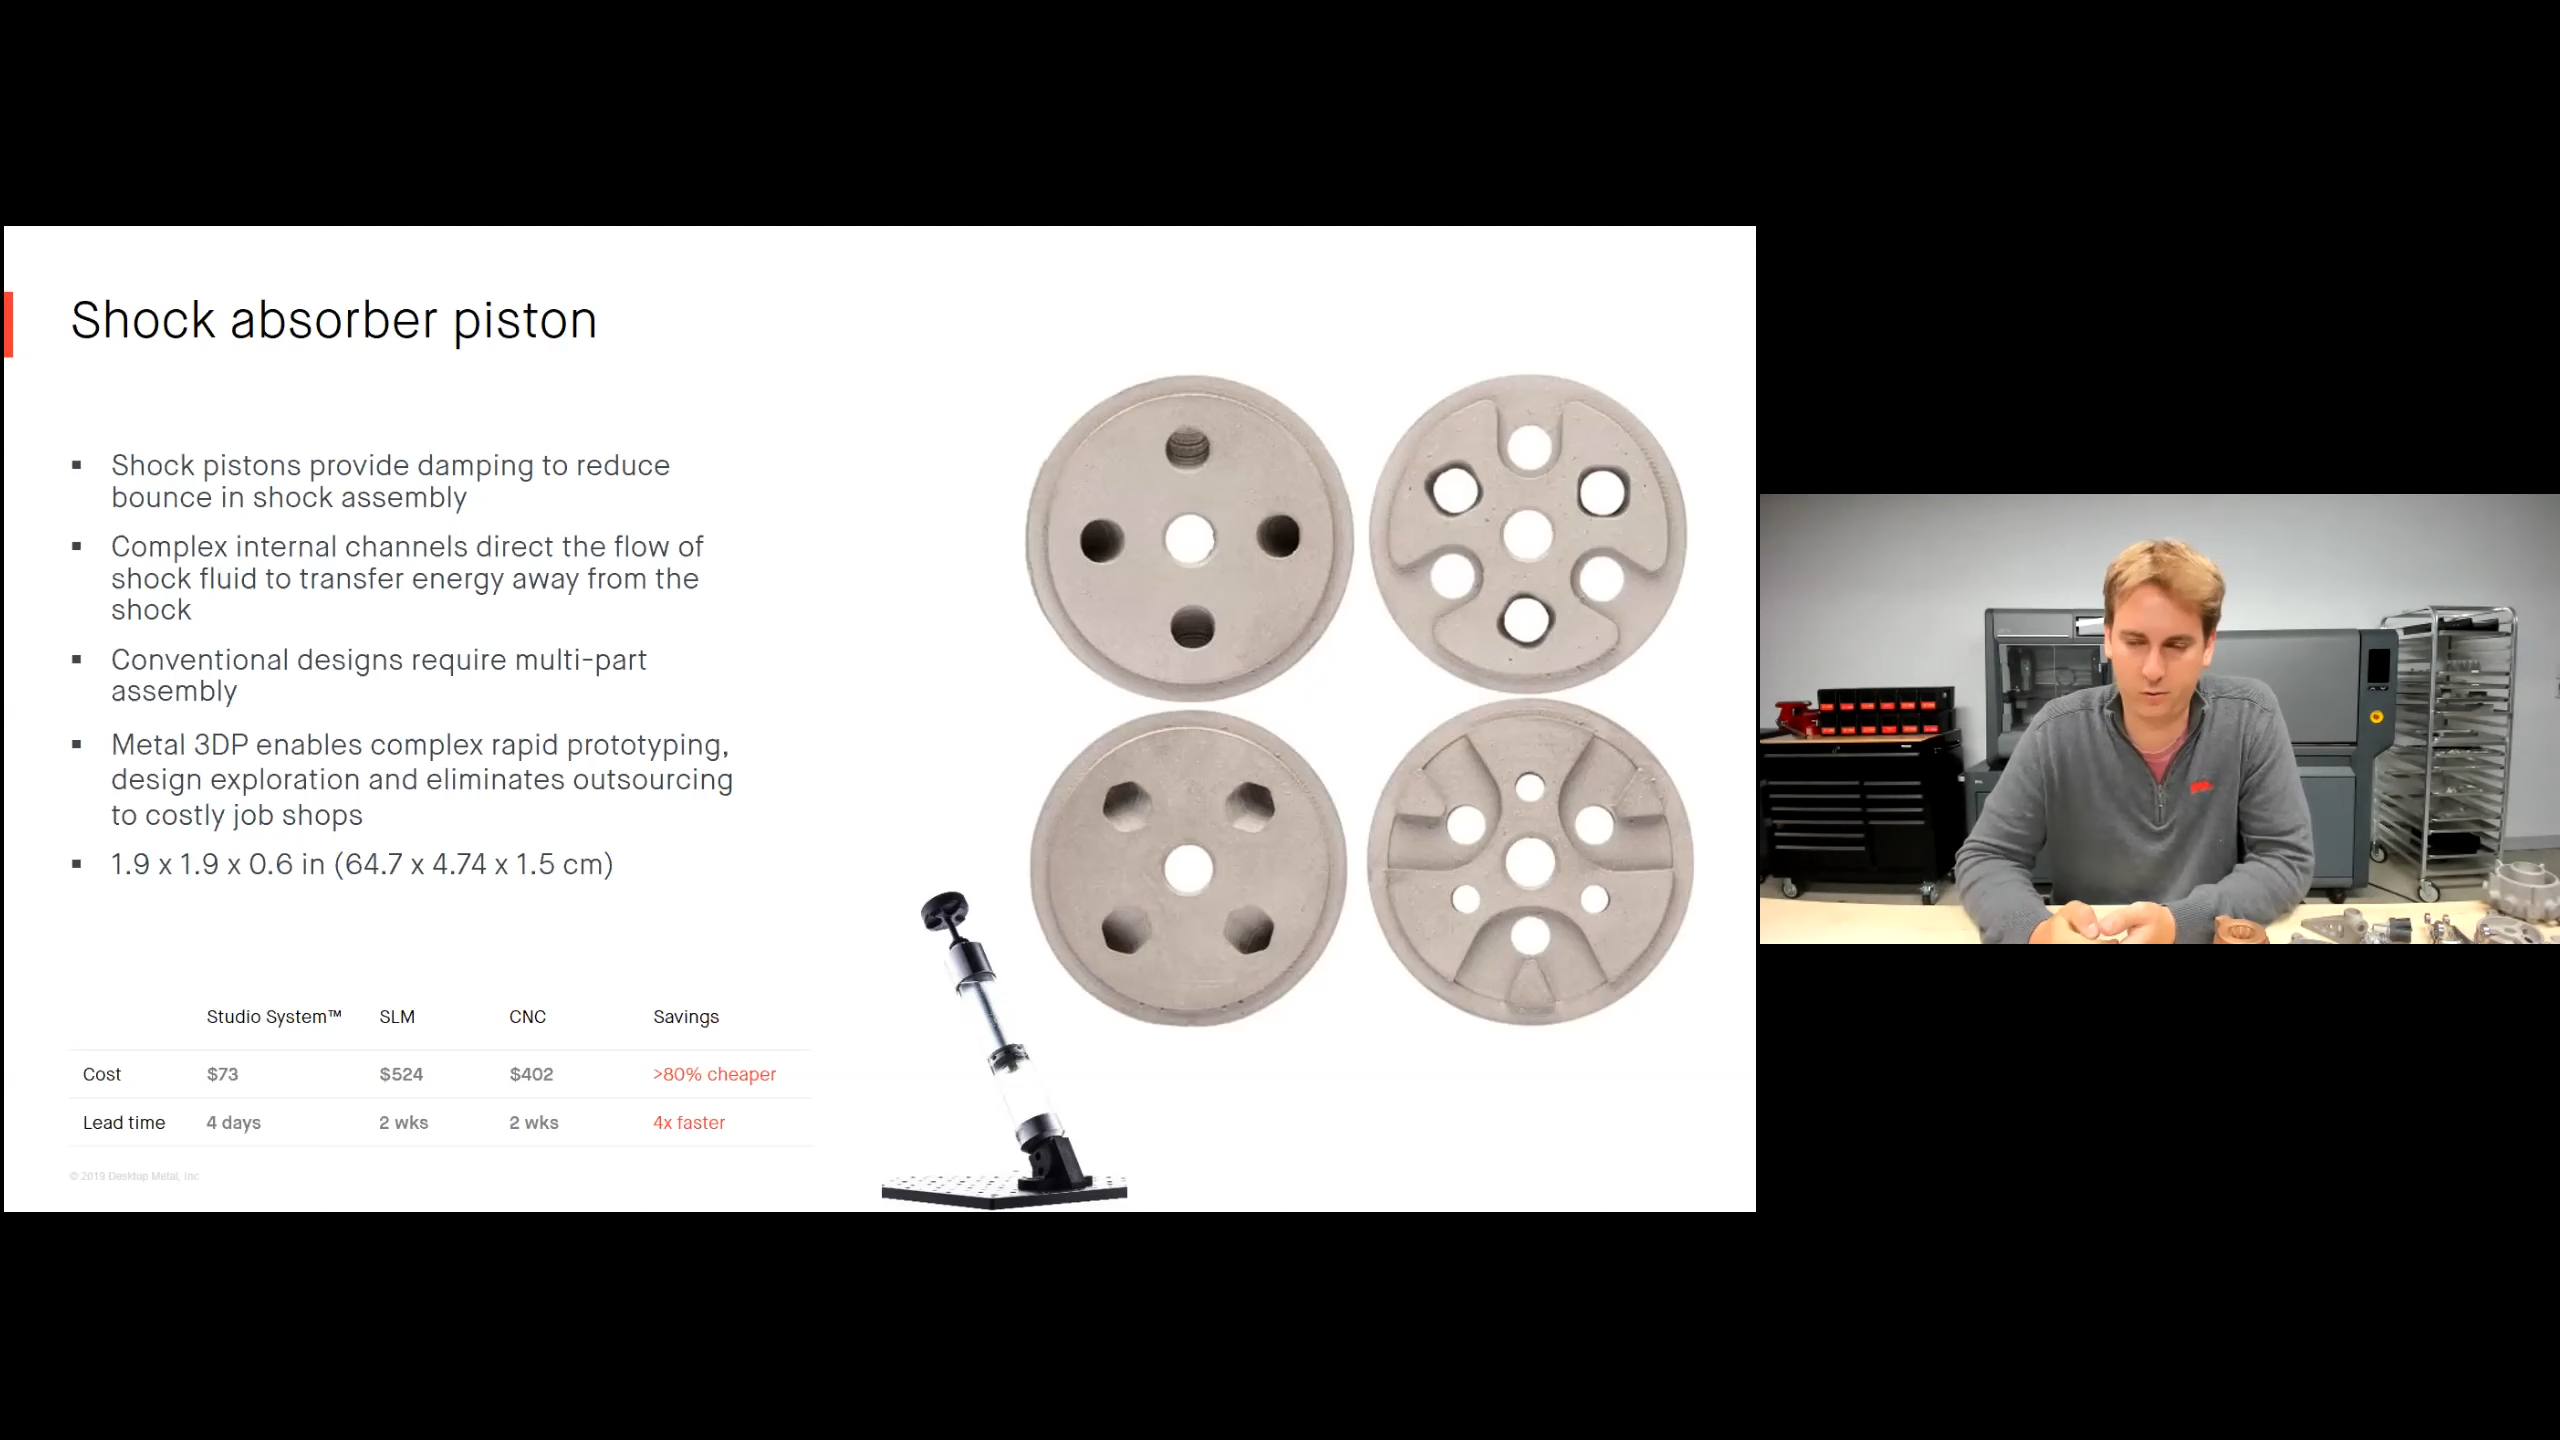 Shock absorber piston
▪ Shock pistons provide damping to reduce
bounce in shock assembly
▪ Complex internal channels direct the flow of
shock fluid to transfer energy away from the
shock
▪ Conventional designs require multi-part
assembly
▪ Metal 3DP enables complex rapid prototyping,
design exploration and eliminates outsourcing
to costly job shops
▪ 1.9 x 1.9 x 0.6 in (64.7 x 4.74 x 1.5 cm)
Studio System™ SLM CNC Savings
Cost $73 $524 $402 >80% cheaper
Lead time 4 days 2 wks 2 wks 4x faster
© 2019 Desktop Metal, Inc